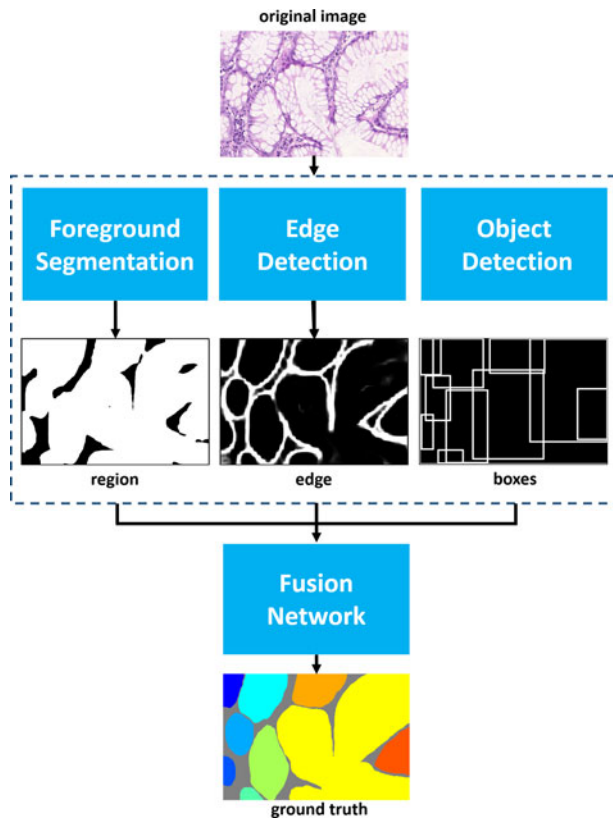 original image
Foreground
Segmentation
Edge
Detection
Object
Detection
region
edge
boxes
Fusion
Network
ground truth